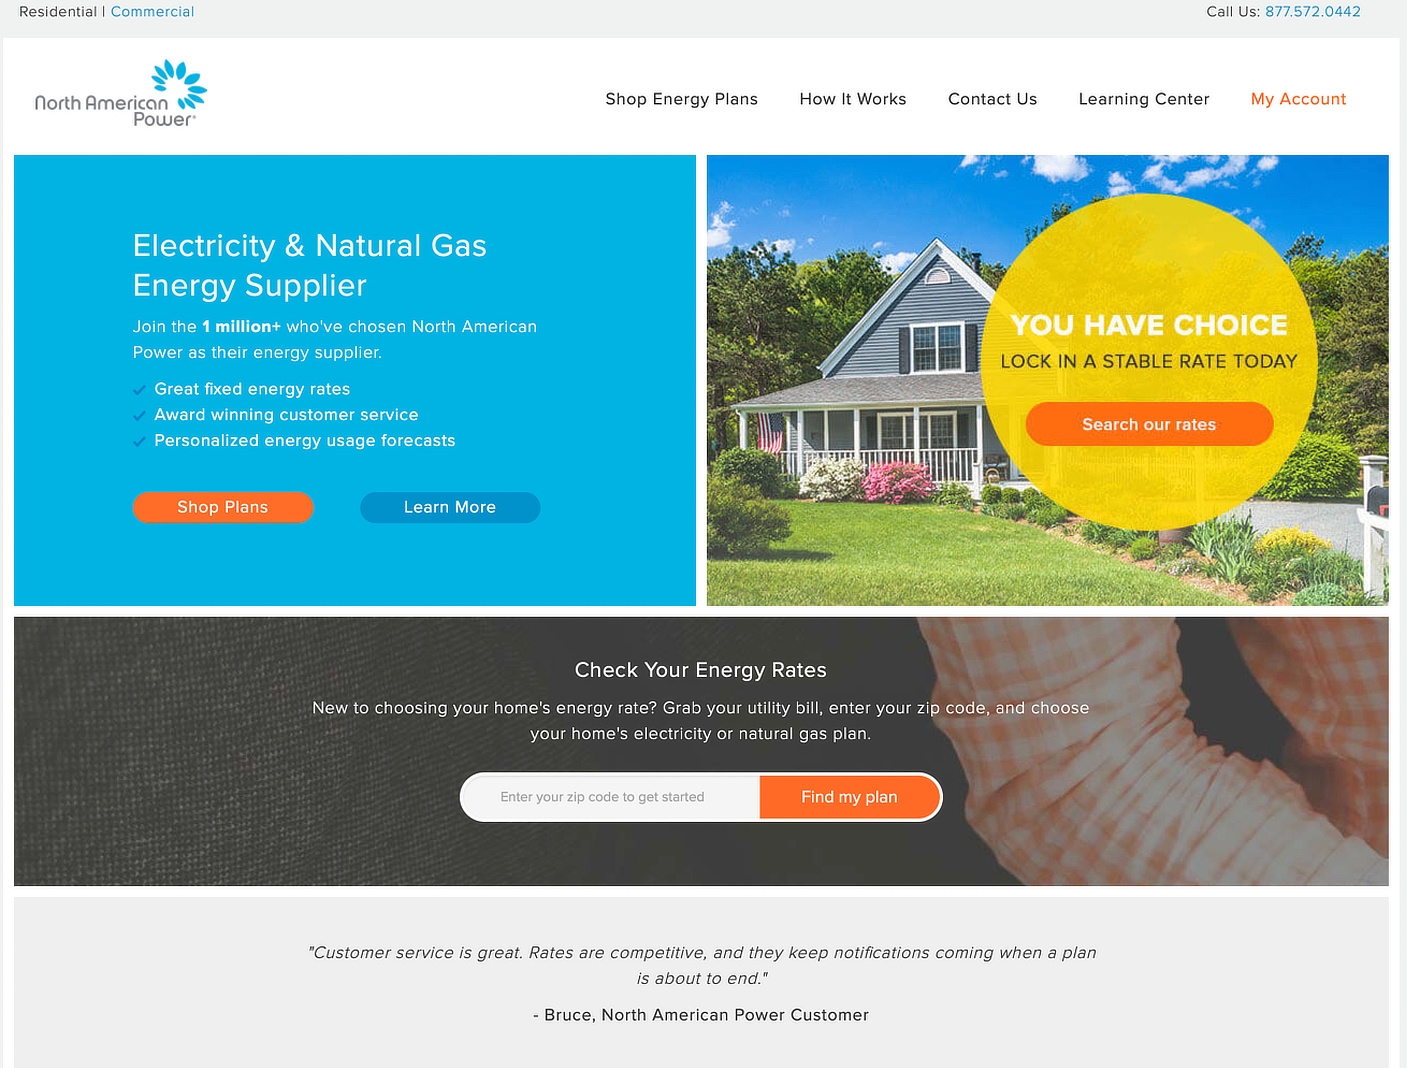 Residential | Commercial
Call Us: 877.572.0442
North American
Power
Shop Energy Plans
How It Works
Contact Us
Learning Center
My Account
Electricity & Natural Gas
Energy Supplier
Join the 1 million+ who've chosen North American
Power as their energy supplier.
Great fixed energy rates
Award winning customer service
Personalized energy usage forecasts
Shop Plans
Learn More
YOU HAVE CHOICE
LOCK IN A STABLE RATE TODAY
Search our rates
Check Your Energy Rates
New to choosing your home's energy rate? Grab your utility bill, enter your zip code, and choose
your home's electricity or natural gas plan.
Enter your zip code to get started
Find my plan
"Customer service is great. Rates are competitive, and they keep notifications coming when a plan
is about to end."
- Bruce, North American Power Customer